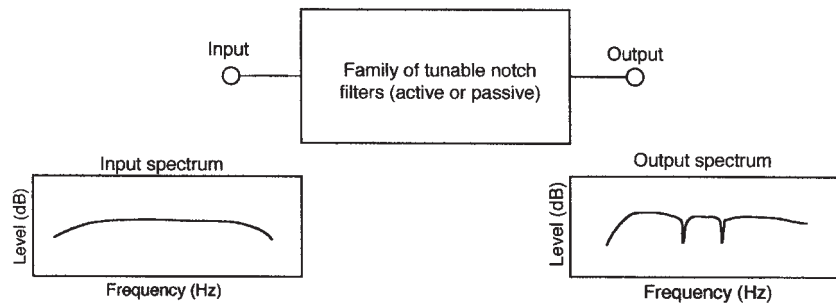 Input
Output
Family of tunable notch
filters (active or passive)
Input spectrum
Level (dB)
Frequency (Hz)
Output spectrum
Level (dB)
Frequency (Hz)